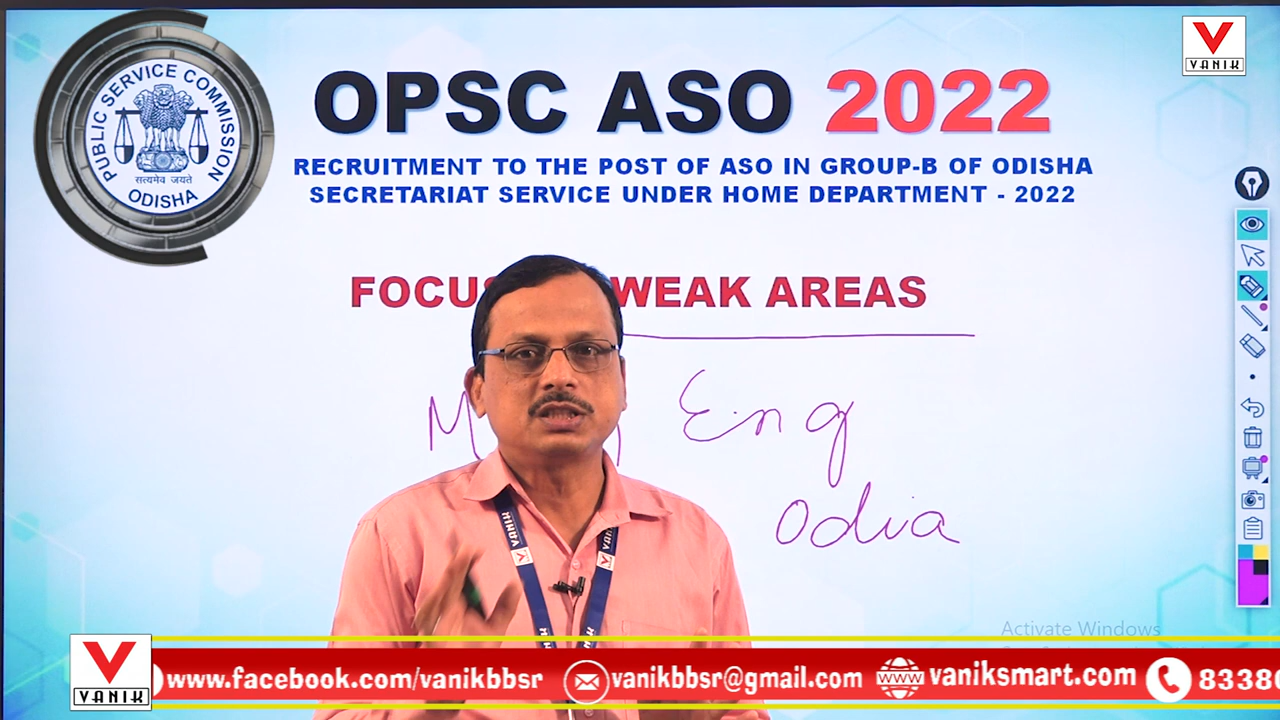 PUBLIC SERVICE COMMISSION
सत्यमेव जयते
ODISHA
OPSC ASO 2022
RECRUITMENT TO THE POST OF ASO IN GROUP-B OF ODISHA
SECRETARIAT SERVICE UNDER HOME DEPARTMENT - 2022
V
VANIK
WEAK AREAS
Eng
Odia
VANIK
VANIK
Activate Windows
V
VANIK
www.facebook.com/vanikbbsr
vanikbbsr@gmail.com
www
vaniksmart.com
83380